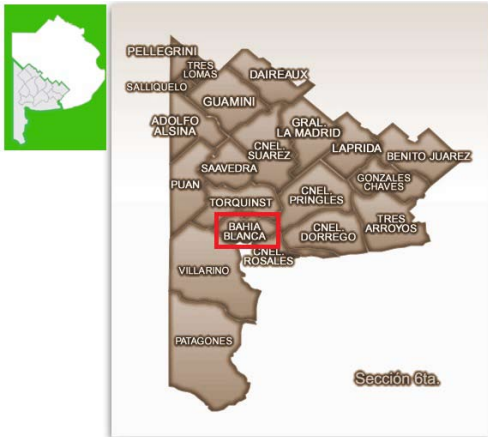 PELLEGRINI
TRES
LOMAS
DAIREAUX
SALLIQUELO
GUAMINI
ADOLFO
ALSINA
GRAL.
LA MADRID
CNEL.
SUAREZ
LAPRIDA
BENITO JUAREZ
SAAVEDRA
GONZALES
CHAVES
PUAN
CNEL.
PRINGLES
TORQUINST
TRES
ARROYOS
BAHIA
BLANCA
CNEL.
DORREGO
CNEL.
ROSALES
VILLARINO
PATAGONES
Sección 6ta.